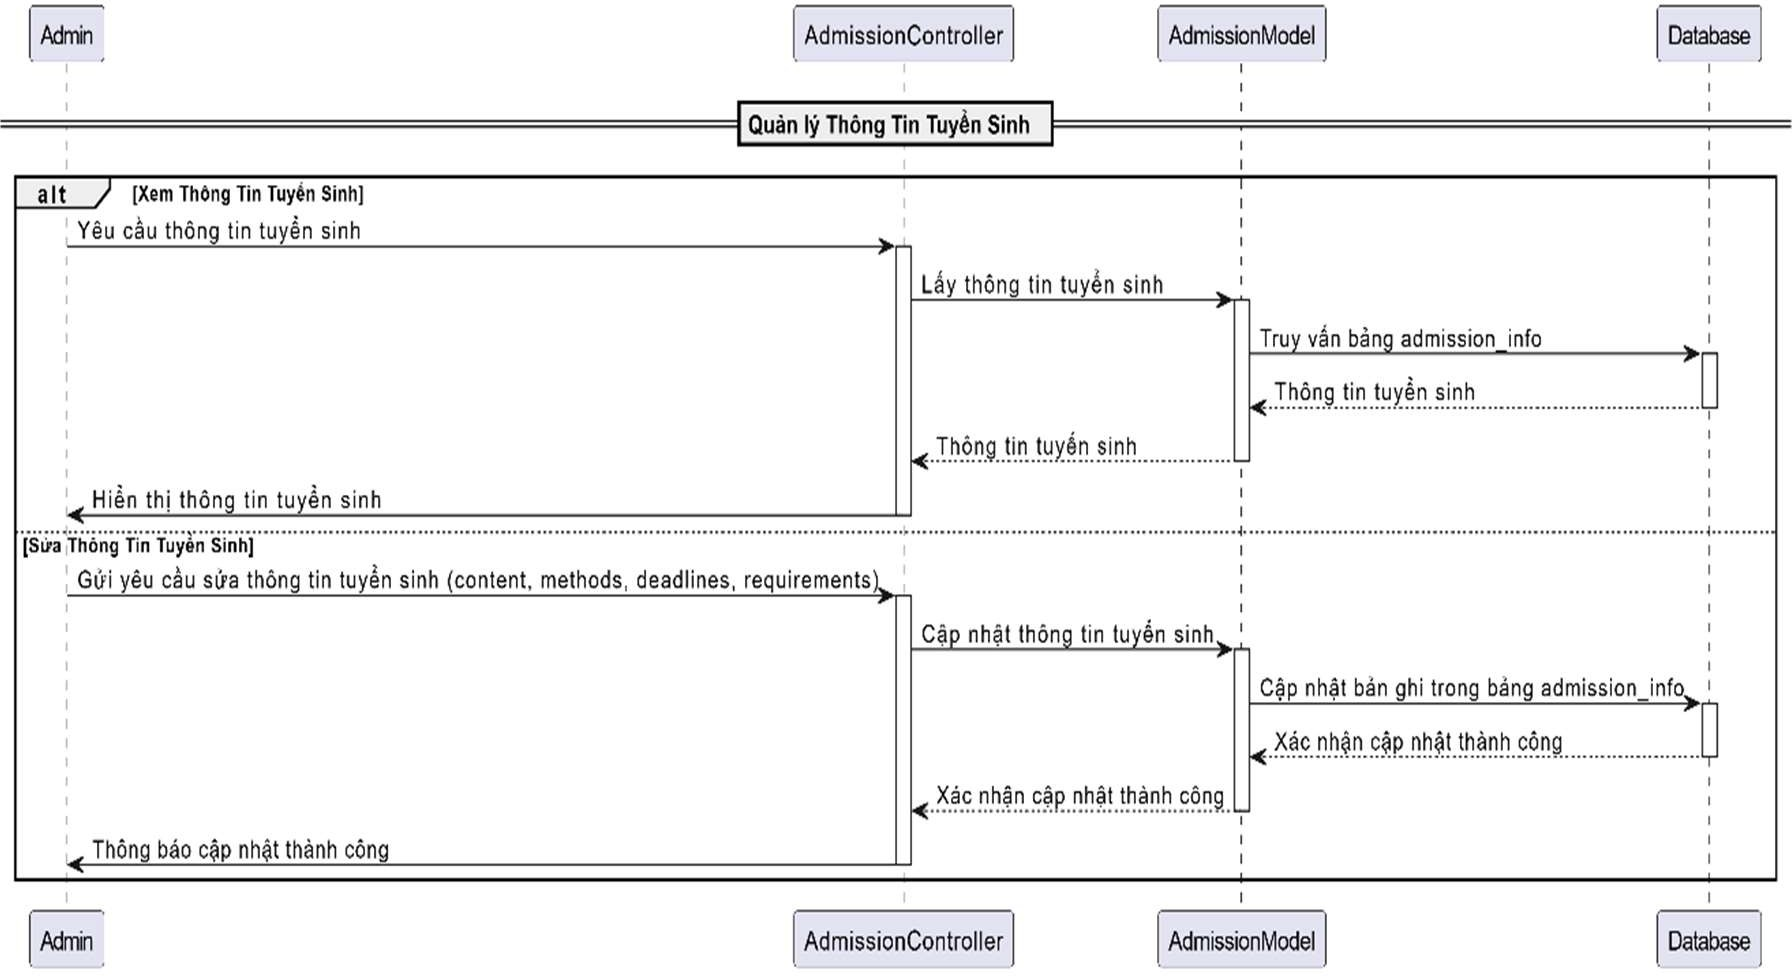 Admin
AdmissionController
AdmissionModel
Database
Quản lý Thông Tin Tuyển Sinh
alt
[Xem Thông Tin Tuyển Sinh]
Yêu cầu thông tin tuyển sinh
Lấy thông tin tuyển sinh
Truy vấn bảng admission_info
Thông tin tuyển sinh
Thông tin tuyển sinh
Hiển thị thông tin tuyển sinh
[Sửa Thông Tin Tuyển Sinh]
Gửi yêu cầu sửa thông tin tuyển sinh (content, methods, deadlines, requirements)
Cập nhật thông tin tuyển sinh
Cập nhật bản ghi trong bảng admission_info
Xác nhận cập nhật thành công
Xác nhận cập nhật thành công
Thông báo cập nhật thành công
Admin
AdmissionController
AdmissionModel
Database